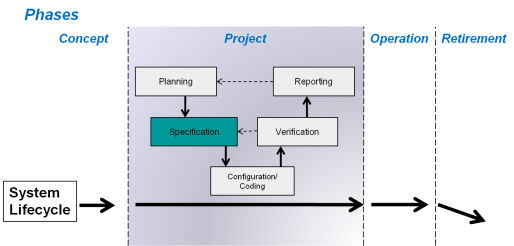 Phases
Concept
Project
Operation
Retirement
Planning
Reporting
Specification
Verification
Configuration/
Coding
System
Lifecycle